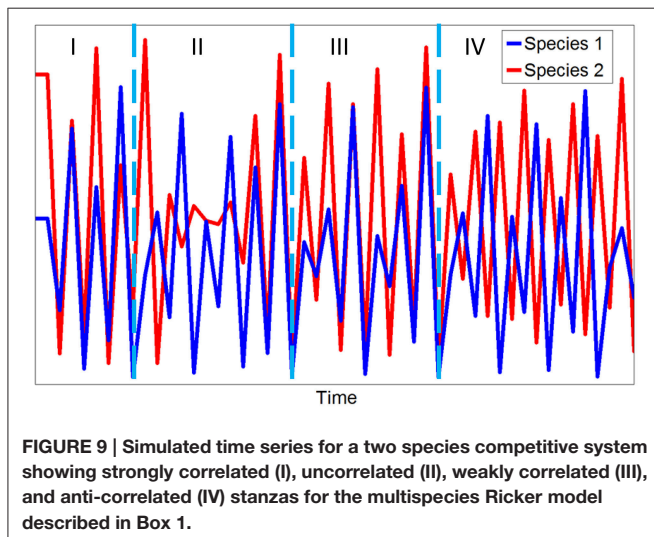 I II III IV
Species 1
Species 2
Time
FIGURE 9 | Simulated time series for a two species competitive system
showing strongly correlated (I), uncorrelated (II), weakly correlated (III),
and anti-correlated (IV) stanzas for the multispecies Ricker model
described in Box 1.